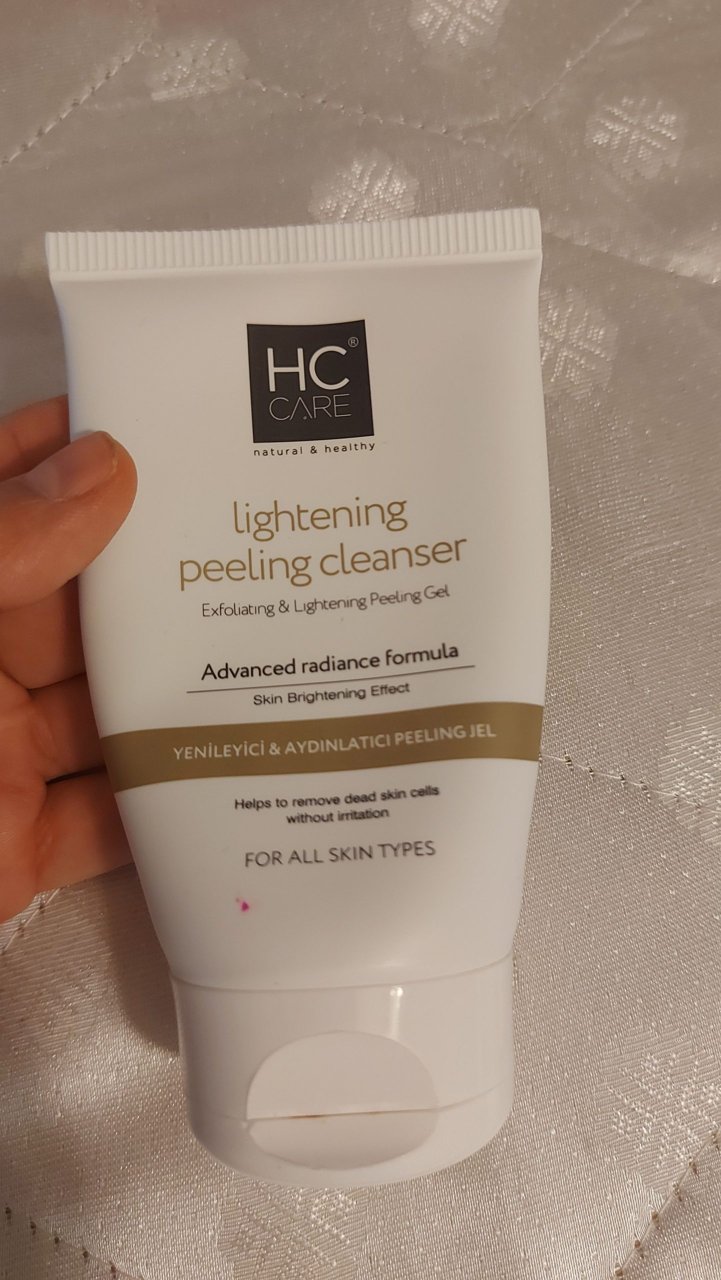 HC®
CARE
natural & healthy
lightening
peeling cleanser
Exfoliating & Lightening Peeling Gel
Advanced radiance formula
Skin Brightening Effect
YENİLEYİCİ & AYDINLATICI PEELING JEL
Helps to remove dead skin cells
without irritation
FOR ALL SKIN TYPES